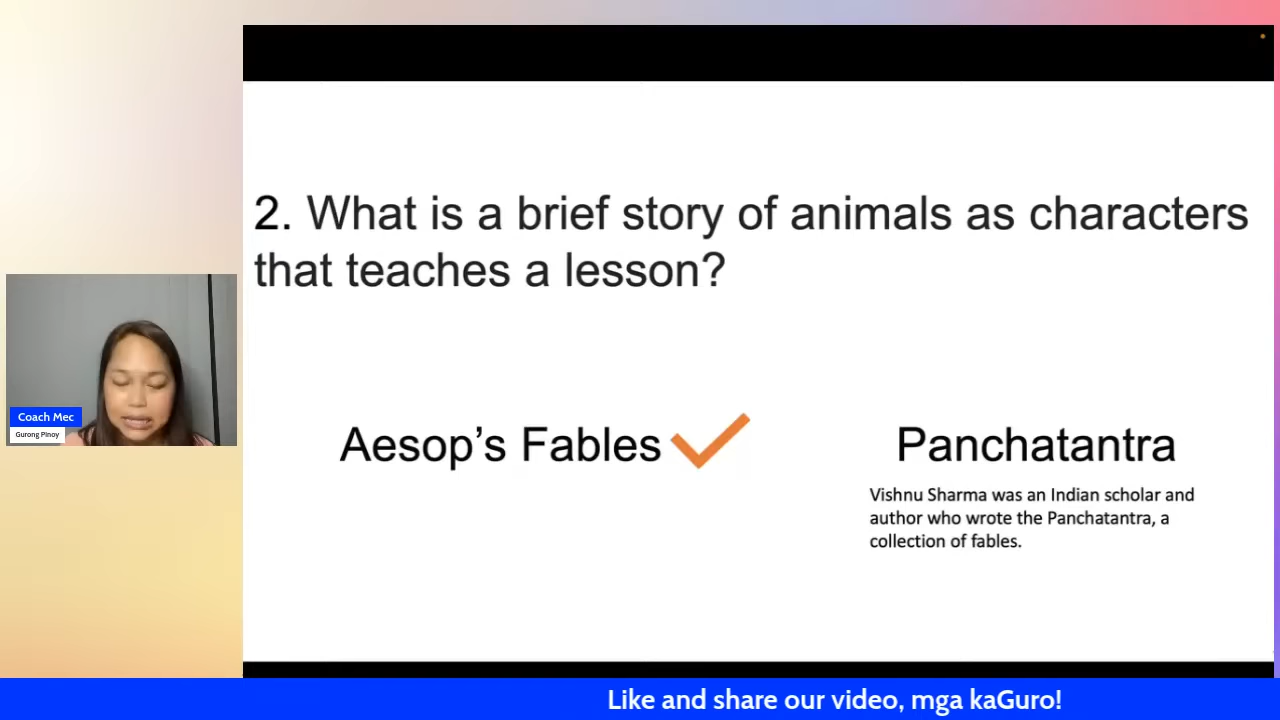 2. What is a brief story of animals as characters
that teaches a lesson?
Aesop's Fables
Panchatantra
Vishnu Sharma was an Indian scholar and
author who wrote the Panchatantra, a
collection of fables.
Coach Mec
Gurong Pinoy
Like and share our video, mga kaGuro!